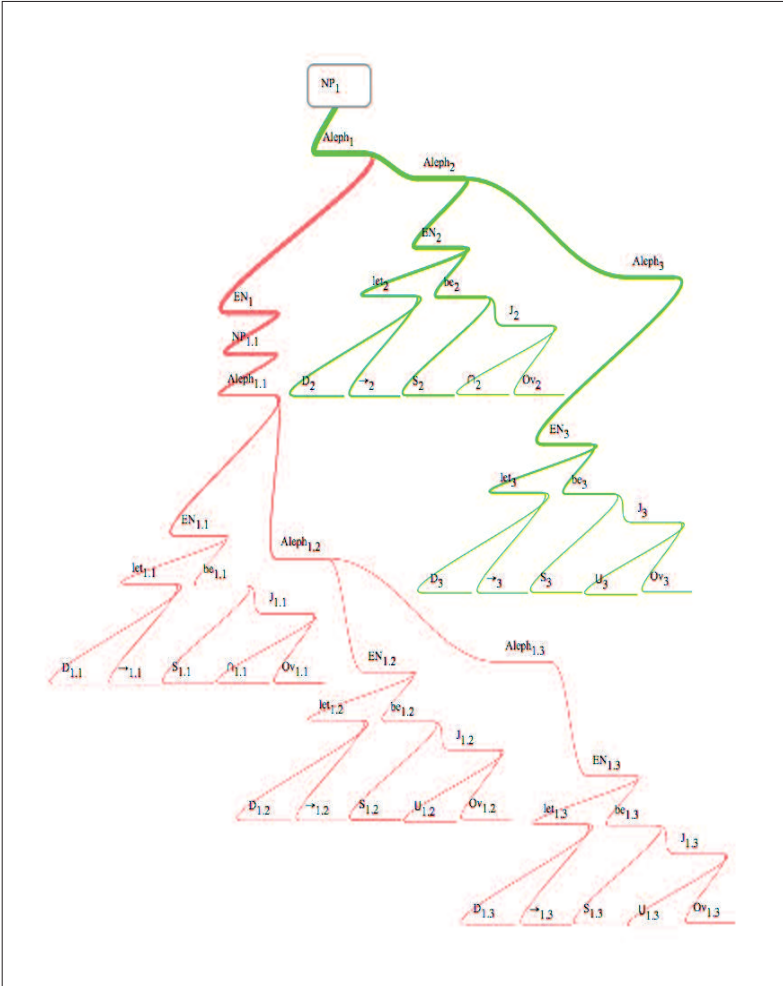 NP1
Aleph1
Aleph2
EN2
Aleph3
let2
be2
EN1
J2
NP1.1
Aleph1.1
D2
→2
S2
∩2
Ov2
EN3
let3
be3
J3
EN1.1
Aleph1.2
let1.1
be1.1
D3
→3
S3
U3
Ov3
J1.1
Aleph1.3
D1.1
→1.1
S1.1
∩1.1
Ov1.1
EN1.2
let1.2
be1.2
J1.2
EN1.3
D1.2
→1.2
S1.2
U1.2
Ov1.2
let1.3
be1.3
J1.3
D1.3
→1.3
S1.3
U1.3
Ov1.3